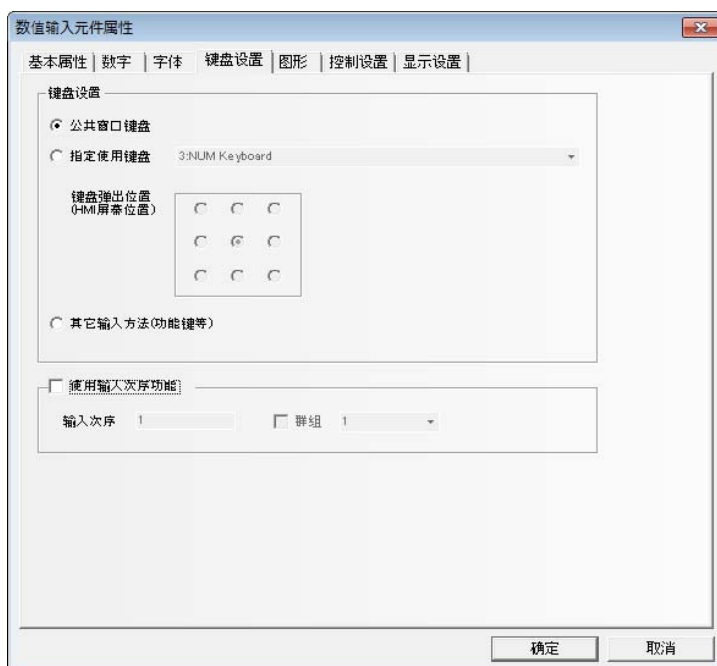 数值输入元件属性
基本属性 数字 字体 键盘设置 图形 控制设置 显示设置
键盘设置
公共窗口键盘
指定使用键盘 3:NUM Keyboard
键盘弹出位置
(HMI屏幕位置)
其它输入方法(功能键等)
使用输入次序功能
输入次序 1 群组 1
确定 取消